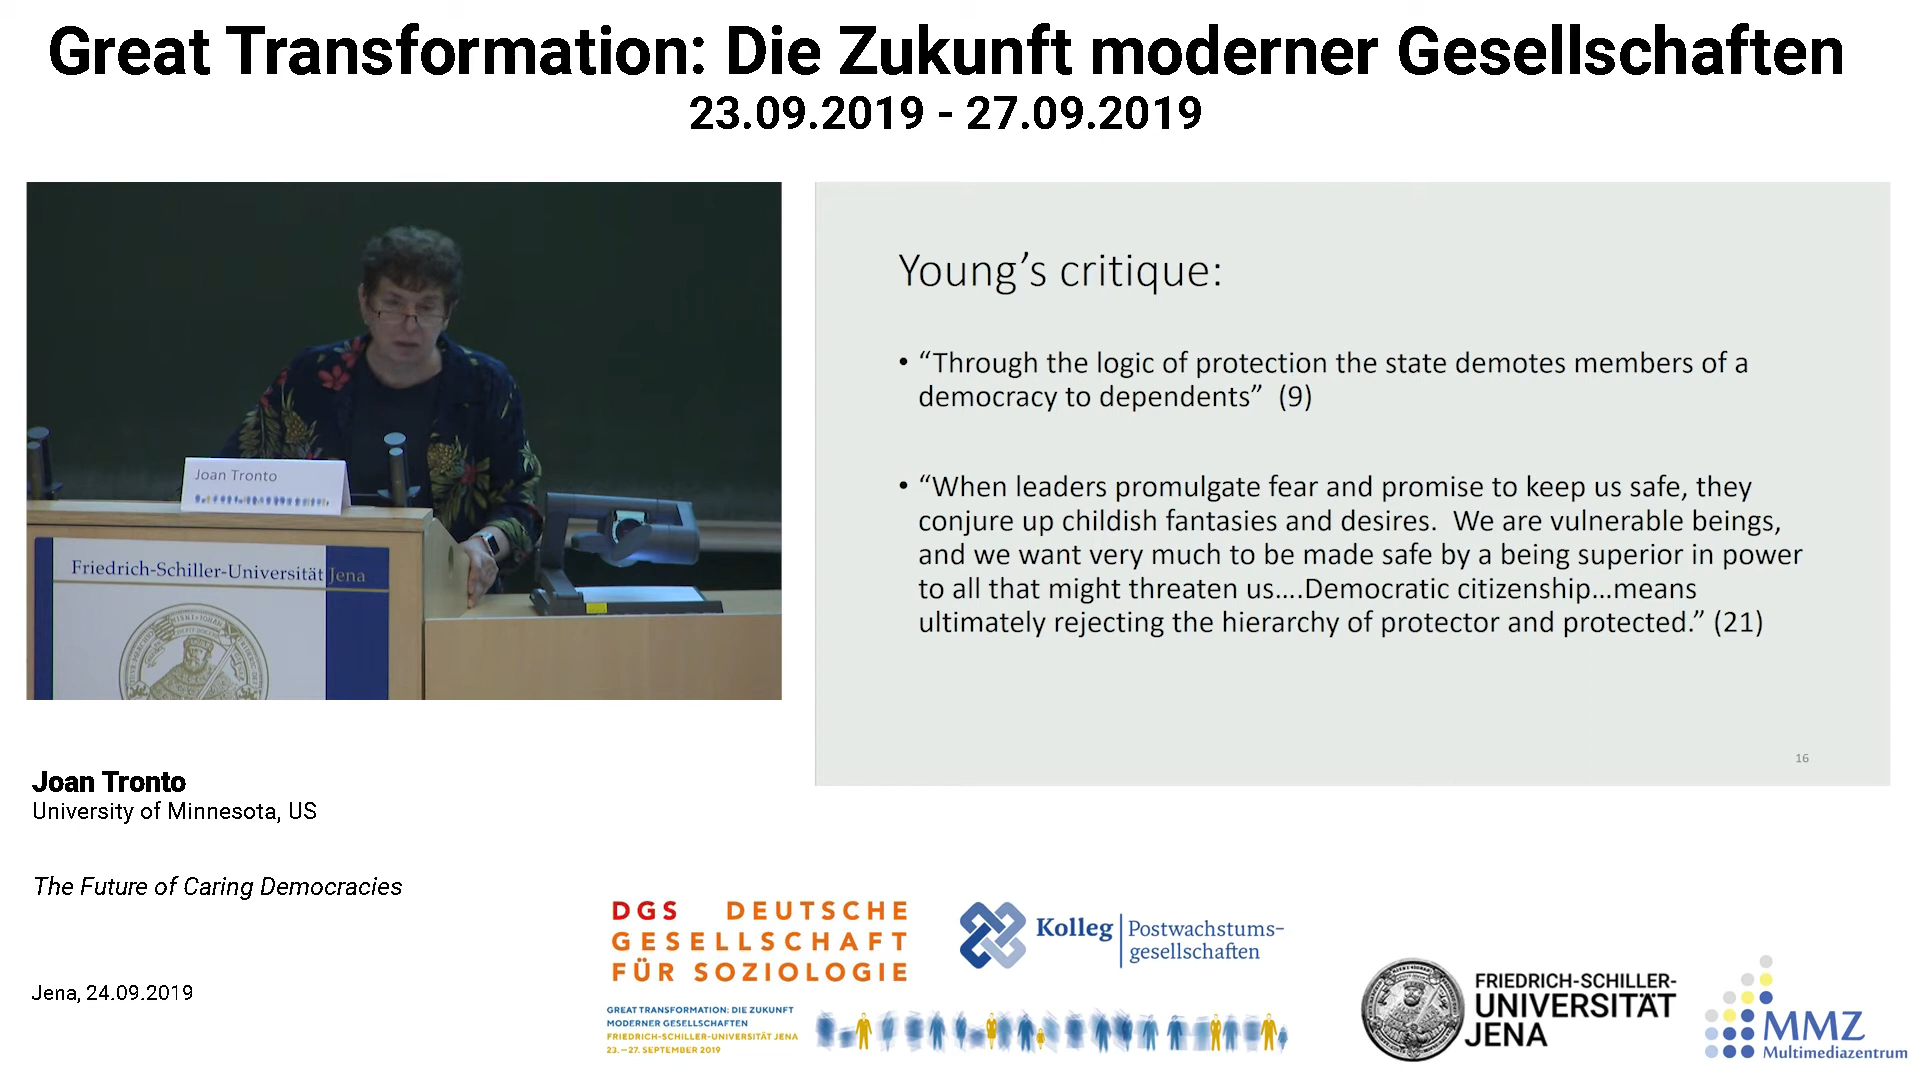 Great Transformation: Die Zukunft moderner Gesellschaften
23.09.2019 - 27.09.2019
Joan Tronto
Friedrich-Schiller-Universität Jena
Young’s critique:
• “Through the logic of protection the state demotes members of a
democracy to dependents” (9)
• “When leaders promulgate fear and promise to keep us safe, they
conjure up childish fantasies and desires. We are vulnerable beings,
and we want very much to be made safe by a being superior in power
to all that might threaten us….Democratic citizenship…means
ultimately rejecting the hierarchy of protector and protected.” (21)
16
Joan Tronto
University of Minnesota, US
The Future of Caring Democracies
Jena, 24.09.2019
DGS DEUTSCHE
GESELLSCHAFT
FÜR SOZIOLOGIE
Kolleg Postwachstums-
gesellschaften
GREAT TRANSFORMATION: DIE ZUKUNFT
MODERNER GESELLSCHAFTEN
FRIEDRICH-SCHILLER-UNIVERSITÄT JENA
23.–27. SEPTEMBER 2019
FRIEDRICH-SCHILLER-
UNIVERSITÄT
JENA
MMZ
Multimediazentrum